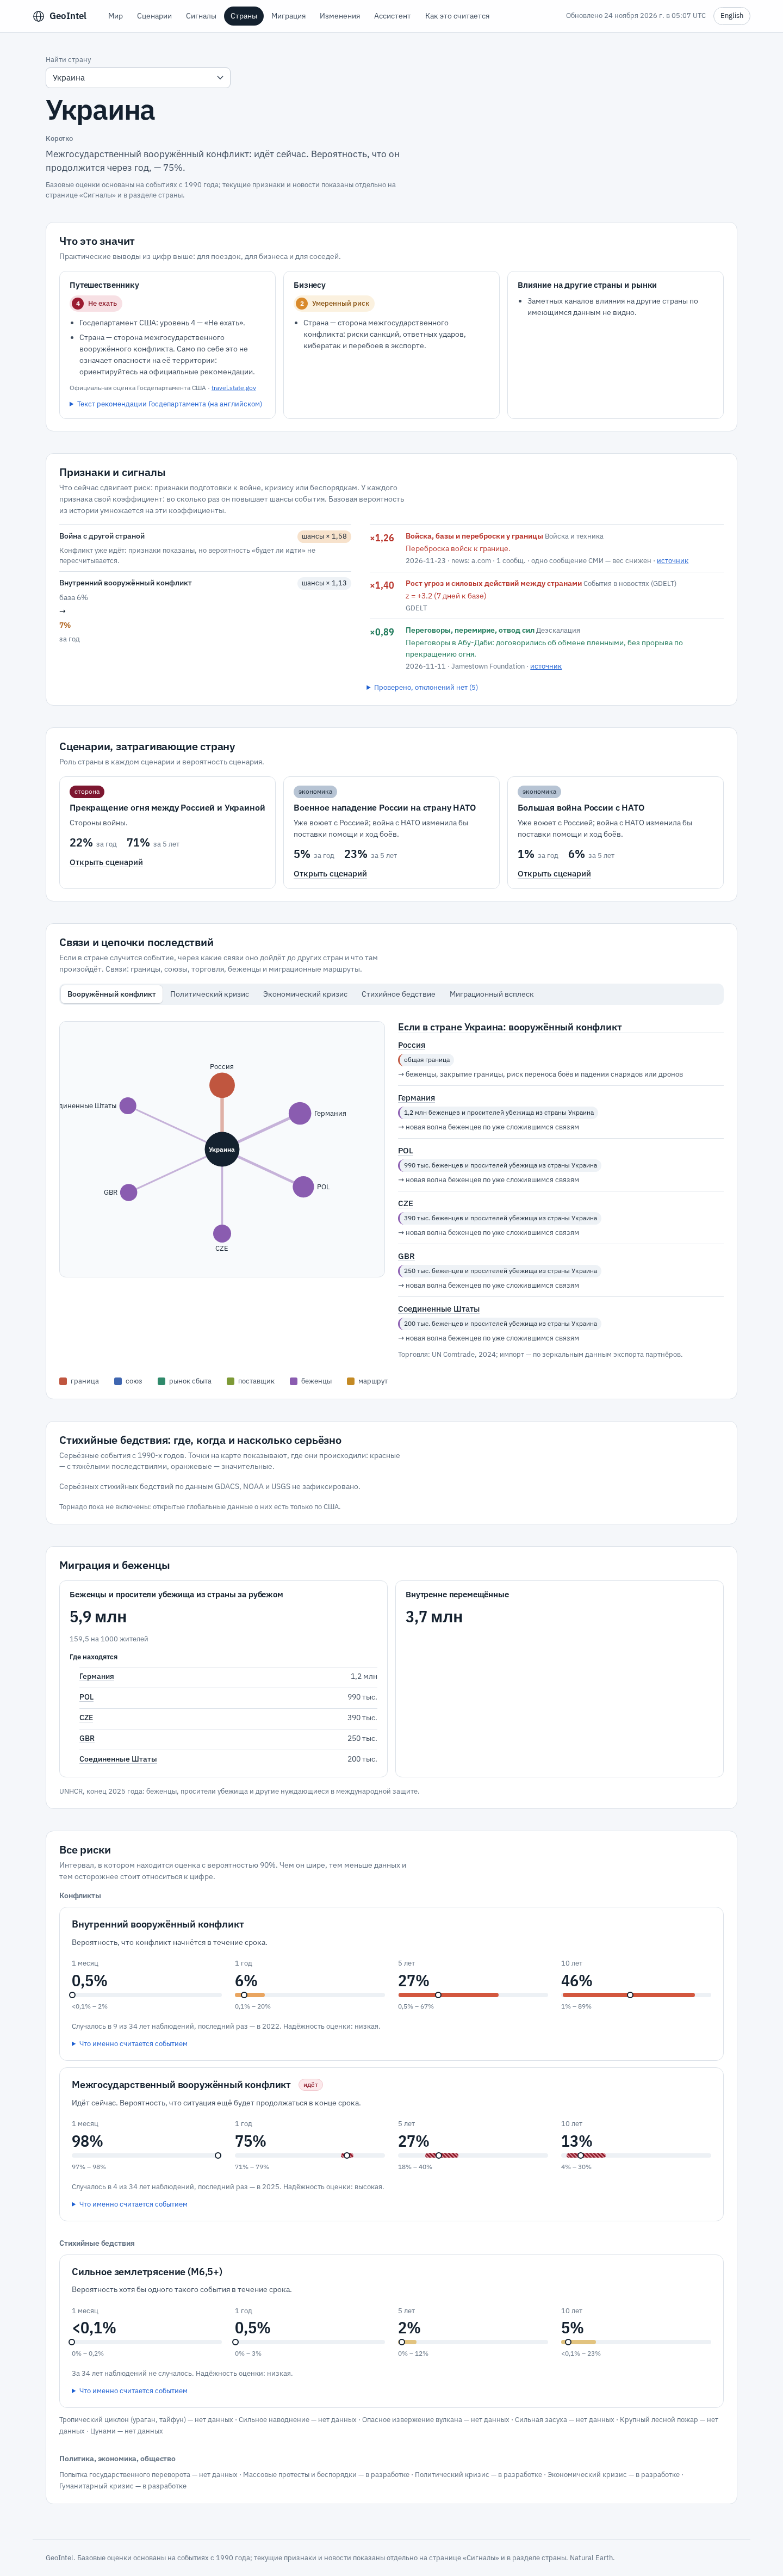 GeoIntel
Мир
Сценарии
Сигналы
Страны
Миграция
Изменения
Ассистент
Как это считается
Обновлено 24 ноября 2026 г. в 05:07 UTC
English
Найти страну
Украина
Украина
Коротко
Межгосударственный вооружённый конфликт: идёт сейчас. Вероятность, что он
продолжится через год, — 75%.
Базовые оценки основаны на событиях с 1990 года; текущие признаки и новости показаны отдельно на
странице «Сигналы» и в разделе страны.
Что это значит
Практические выводы из цифр выше: для поездок, для бизнеса и для соседей.
Путешественнику
4 Не ехать
• Госдепартамент США: уровень 4 — «Не ехать».
• Страна — сторона межгосударственного
вооружённого конфликта. Само по себе это не
означает опасности на её территории:
ориентируйтесь на официальные рекомендации.
Официальная оценка Госдепартамента США · travel.state.gov
► Текст рекомендации Госдепартамента (на английском)
Бизнесу
2 Умеренный риск
• Страна — сторона межгосударственного
конфликта: риски санкций, ответных ударов,
кибератак и перебоев в экспорте.
Влияние на другие страны и рынки
• Заметных каналов влияния на другие страны по
имеющимся данным не видно.
Признаки и сигналы
Что сейчас сдвигает риск: признаки подготовки к войне, кризису или беспорядкам. У каждого
признака свой коэффициент: во сколько раз он повышает шансы события. Базовая вероятность
из истории умножается на эти коэффициенты.
Война с другой страной
шансы × 1,58
Конфликт уже идёт: признаки показаны, но вероятность «будет ли идти» не
пересчитывается.
Внутренний вооружённый конфликт
шансы × 1,13
база 6%
→
7%
за год
×1,26
Войска, базы и переброски у границы Войска и техника
Переброска войск к границе.
2026-11-23 · news: a.com · 1 сообщ. · одно сообщение СМИ — вес снижен · источник
×1,40
Рост угроз и силовых действий между странами События в новостях (GDELT)
z = +3.2 (7 дней к базе)
GDELT
×0,89
Переговоры, перемирие, отвод сил Деэскалация
Переговоры в Абу-Даби: договорились об обмене пленными, без прорыва по
прекращению огня.
2026-11-11 · Jamestown Foundation · источник
► Проверено, отклонений нет (5)
Сценарии, затрагивающие страну
Роль страны в каждом сценарии и вероятность сценария.
сторона
Прекращение огня между Россией и Украиной
Стороны войны.
22% за год 71% за 5 лет
Открыть сценарий
экономика
Военное нападение России на страну НАТО
Уже воюет с Россией; война с НАТО изменила бы
поставки помощи и ход боёв.
5% за год 23% за 5 лет
Открыть сценарий
экономика
Большая война России с НАТО
Уже воюет с Россией; война с НАТО изменила бы
поставки помощи и ход боёв.
1% за год 6% за 5 лет
Открыть сценарий
Связи и цепочки последствий
Если в стране случится событие, через какие связи оно дойдёт до других стран и что там
произойдёт. Связи: границы, союзы, торговля, беженцы и миграционные маршруты.
Вооружённый конфликт
Политический кризис
Экономический кризис
Стихийное бедствие
Миграционный всплеск
Россия
диненные Штаты
Германия
Украина
GBR
POL
CZE
Если в стране Украина: вооружённый конфликт
Россия
общая граница
→ беженцы, закрытие границы, риск переноса боёв и падения снарядов или дронов
Германия
1,2 млн беженцев и просителей убежища из страны Украина
→ новая волна беженцев по уже сложившимся связям
POL
990 тыс. беженцев и просителей убежища из страны Украина
→ новая волна беженцев по уже сложившимся связям
CZE
390 тыс. беженцев и просителей убежища из страны Украина
→ новая волна беженцев по уже сложившимся связям
GBR
250 тыс. беженцев и просителей убежища из страны Украина
→ новая волна беженцев по уже сложившимся связям
Соединенные Штаты
200 тыс. беженцев и просителей убежища из страны Украина
→ новая волна беженцев по уже сложившимся связям
Торговля: UN Comtrade, 2024; импорт — по зеркальным данным экспорта партнёров.
граница
союз
рынок сбыта
поставщик
беженцы
маршрут
Стихийные бедствия: где, когда и насколько серьёзно
Серьёзные события с 1990-х годов. Точки на карте показывают, где они происходили: красные
— с тяжёлыми последствиями, оранжевые — значительные.
Серьезных стихийных бедствий по данным GDACS, NOAA и USGS не зафиксировано.
Торнадо пока не включены: открытые глобальные данные о них есть только по США.
Миграция и беженцы
Беженцы и просители убежища из страны за рубежом
5,9 млн
159,5 на 1000 жителей
Где находятся
Германия 1,2 млн
POL 990 тыс.
CZE 390 тыс.
GBR 250 тыс.
Соединенные Штаты 200 тыс.
Внутренне перемещённые
3,7 млн
UNHCR, конец 2025 года: беженцы, просители убежища и другие нуждающиеся в международной защите.
Все риски
Интервал, в котором находится оценка с вероятностью 90%. Чем он шире, тем меньше данных и
тем осторожнее стоит относиться к цифре.
Конфликты
Внутренний вооружённый конфликт
Вероятность, что конфликт начнётся в течение срока.
1 месяц 1 год 5 лет 10 лет
0,5% 6% 27% 46%
<0,1% – 2% 0,1% – 20% 0,5% – 67% 1% – 89%
Случалось в 9 из 34 лет наблюдений, последний раз — в 2022. Надёжность оценки: низкая.
► Что именно считается событием
Межгосударственный вооружённый конфликт идёт
Идёт сейчас. Вероятность, что ситуация ещё будет продолжаться в конце срока.
1 месяц 1 год 5 лет 10 лет
98% 75% 27% 13%
97% – 98% 71% – 79% 18% – 40% 4% – 30%
Случалось в 4 из 34 лет наблюдений, последний раз — в 2025. Надёжность оценки: высокая.
► Что именно считается событием
Стихийные бедствия
Сильное землетрясение (M6,5+)
Вероятность хотя бы одного такого события в течение срока.
1 месяц 1 год 5 лет 10 лет
<0,1% 0,5% 2% 5%
0% – 0,2% 0% – 3% 0% – 12% <0,1% – 23%
За 34 лет наблюдений не случалось. Надёжность оценки: низкая.
► Что именно считается событием
Тропический циклон (ураган, тайфун) — нет данных · Сильное наводнение — нет данных · Опасное извержение вулкана — нет данных · Сильная засуха — нет данных · Крупный лесной пожар — нет
данных · Цунами — нет данных
Политика, экономика, общество
Попытка государственного переворота — нет данных · Массовые протесты и беспорядки — в разработке · Политический кризис — в разработке · Экономический кризис — в разработке ·
Гуманитарный кризис — в разработке
GeoIntel. Базовые оценки основаны на событиях с 1990 года; текущие признаки и новости показаны отдельно на странице «Сигналы» и в разделе страны. Natural Earth.